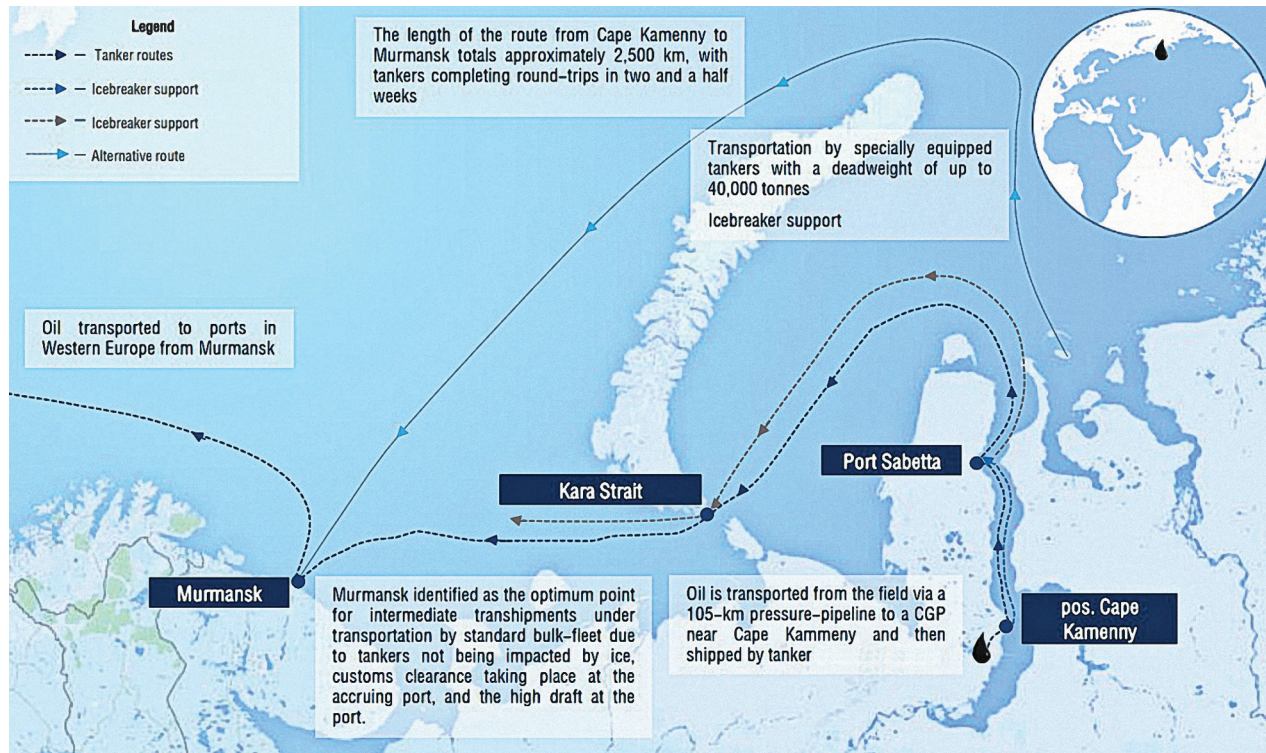 Legend
Tanker routes
Icebreaker support
Icebreaker support
Alternative route
The length of the route from Cape Kamenny to
Murmansk totals approximately 2,500 km, with
tankers completing round-trips in two and a half
weeks
Transportation by specially equipped
tankers with a deadweight of up to
40,000 tonnes
Icebreaker support
Oil transported to ports in
Western Europe from Murmansk
Port Sabetta
Kara Strait
Murmansk
Murmansk identified as the optimum point
for intermediate transhipments under
transportation by standard bulk-fleet due
to tankers not being impacted by ice,
customs clearance taking place at the
accruing port, and the high draft at the
port.
Oil is transported from the field via a
105-km pressure-pipeline to a CGP
near Cape Kammeny and then
shipped by tanker
pos. Cape
Kamenny